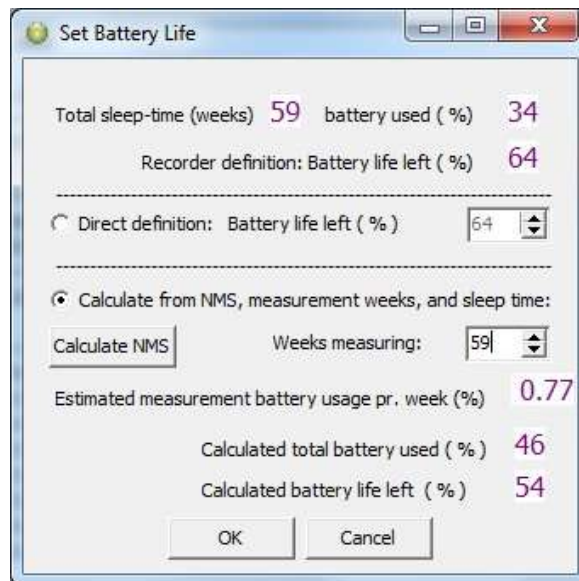 Set Battery Life
Total sleep-time (weeks) 59 battery used ( %) 34
Recorder definition: Battery life left ( %) 64
------------------------------------------------------------
Direct definition: Battery life left ( % ) 64
------------------------------------------------------------
Calculate from NMS, measurement weeks, and sleep time:
Calculate NMS Weeks measuring: 59
Estimated measurement battery usage pr. week (%) 0.77
Calculated total battery used ( % ) 46
Calculated battery life left ( % ) 54
OK Cancel